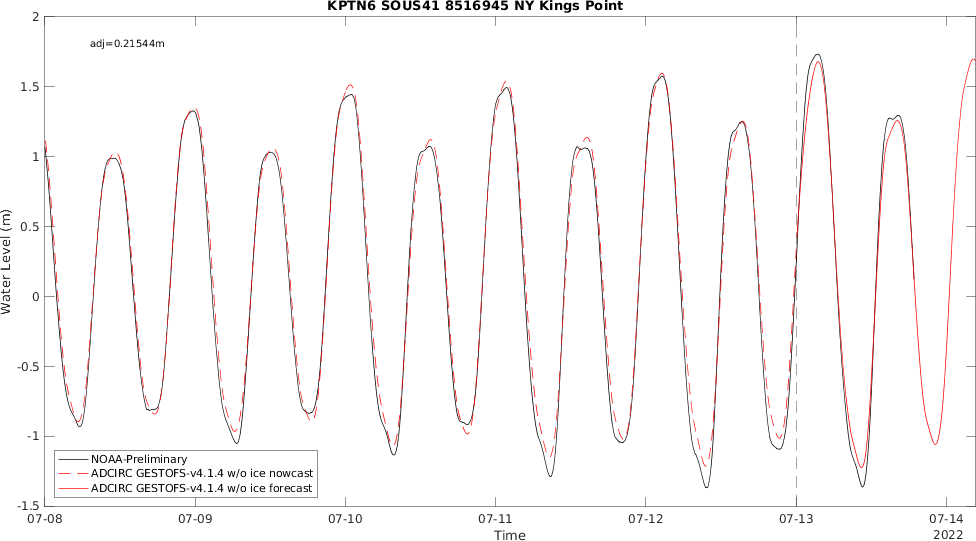 KPTN6 SOUS41 8516945 NY Kings Point
adj=0.21544m
2
1.5
1
0.5
0
-0.5
-1
-1.5
Water Level (m)
NOAA-Preliminary
ADCIRC GESTOFS-v4.1.4 w/o ice nowcast
ADCIRC GESTOFS-v4.1.4 w/o ice forecast
07-08 07-09 07-10 07-11 07-12 07-13 07-14
Time
2022